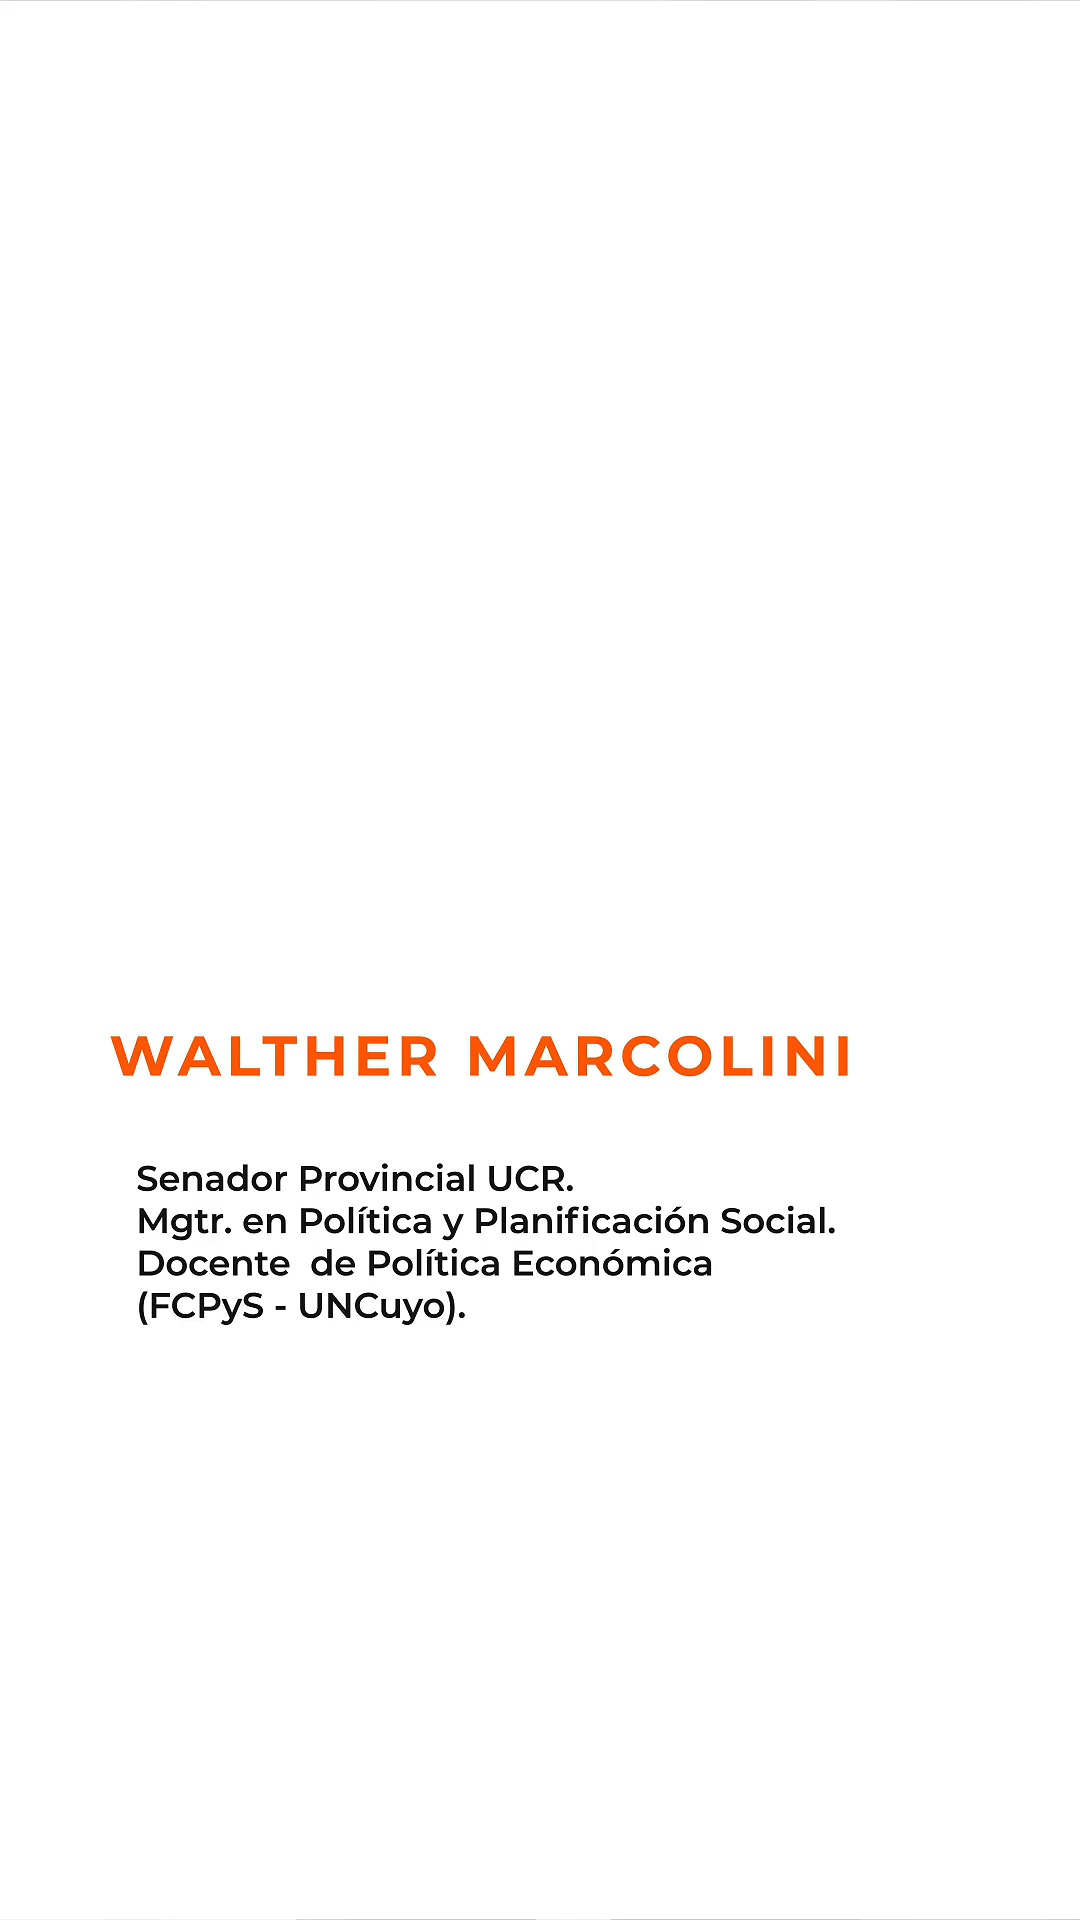 WALTHER MARCOLINI
Senador Provincial UCR.
Mgtr. en Política y Planificación Social.
Docente  de Política Económica
(FCPyS - UNCuyo).